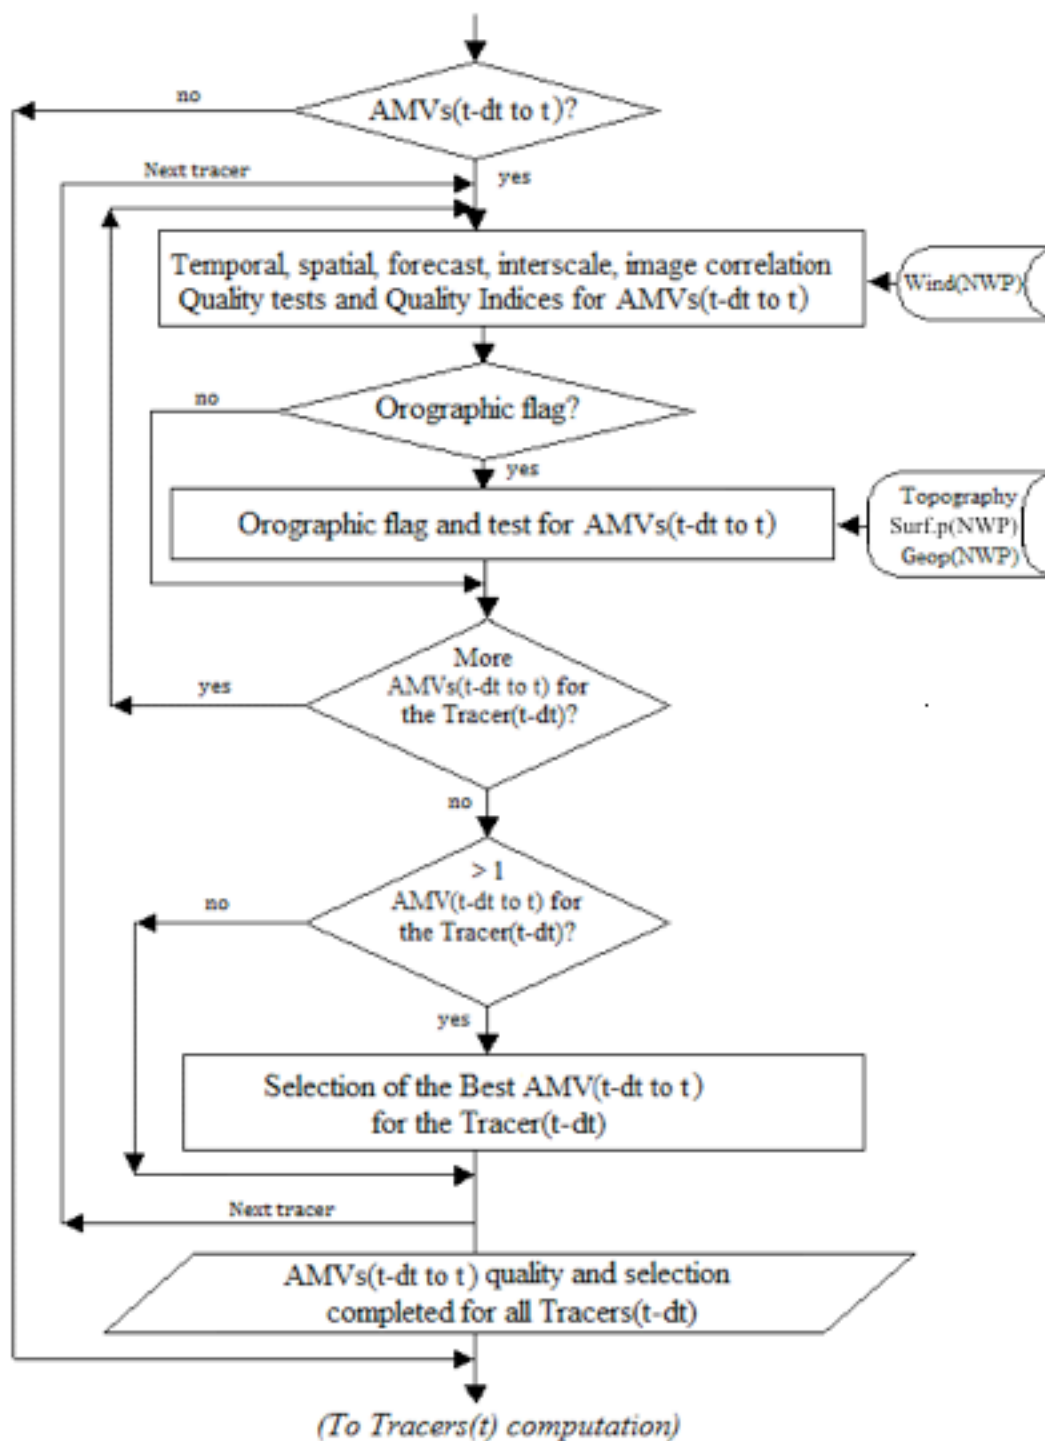 AMVs(t-dt to t)?
no
yes
Next tracer
Temporal, spatial, forecast, interscale, image correlation
Quality tests and Quality Indices for AMVs(t-dt to t)
Wind(NWP)
Orographic flag?
no
yes
Orographic flag and test for AMVs(t-dt to t)
Topography
Surf.p(NWP)
Geop(NWP)
More
AMVs(t-dt to t) for
the Tracer(t-dt)?
yes
no
> 1
AMV(t-dt to t) for
the Tracer(t-dt)?
no
yes
Selection of the Best AMV(t-dt to t)
for the Tracer(t-dt)
Next tracer
AMVs(t-dt to t) quality and selection
completed for all Tracers(t-dt)
(To Tracers(t) computation)